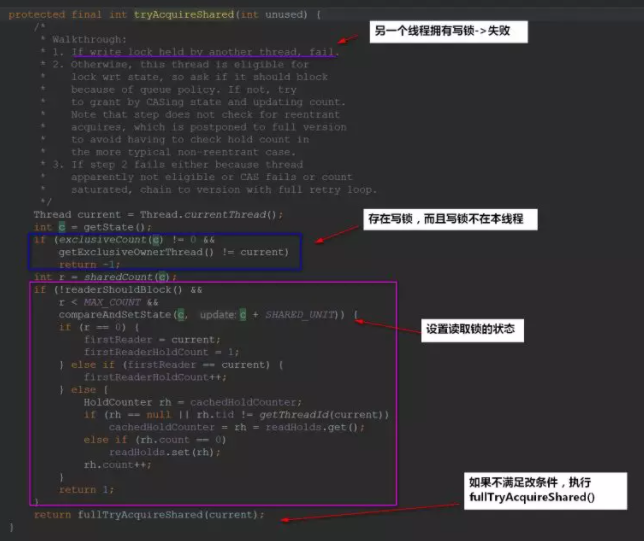 protected final int tryAcquireShared(int unused) {
/*
* Walkthrough:
* 1. If write lock held by another thread, fail.
* 2. Otherwise, this thread is eligible for
* lock wrt state, so ask if it should block
* because of queue policy. If not, try
* to grant by CASing state and updating count.
* Note that step does not check for reentrant
* acquires, which is postponed to full version
* to avoid having to check hold count in
* the more typical non-reentrant case.
* 3. If step 2 fails either because thread
* apparently not eligible or CAS fails or count
* saturated, chain to version with full retry loop.
*/
Thread current = Thread.currentThread();
int c = getState();
if (exclusiveCount(c) != 0 &&
getExclusiveOwnerThread() != current)
return -1;
int r = sharedCount(c);
if (!readerShouldBlock() &&
r < MAX_COUNT &&
compareAndSetState(c, update: c + SHARED_UNIT)) {
if (r == 0) {
firstReader = current;
firstReaderHoldCount = 1;
} else if (firstReader == current) {
firstReaderHoldCount++;
} else {
HoldCounter rh = cachedHoldCounter;
if (rh == null || rh.tid != getThreadId(current))
cachedHoldCounter = rh = readHolds.get();
else if (rh.count == 0)
readHolds.set(rh);
rh.count++;
}
return 1;
}
return fullTryAcquireShared(current);
}
另一个线程拥有写锁->失败
存在写锁，而且写锁不在本线程
设置读取锁的状态
如果不满足改条件，执行
fullTryAcquireShared()